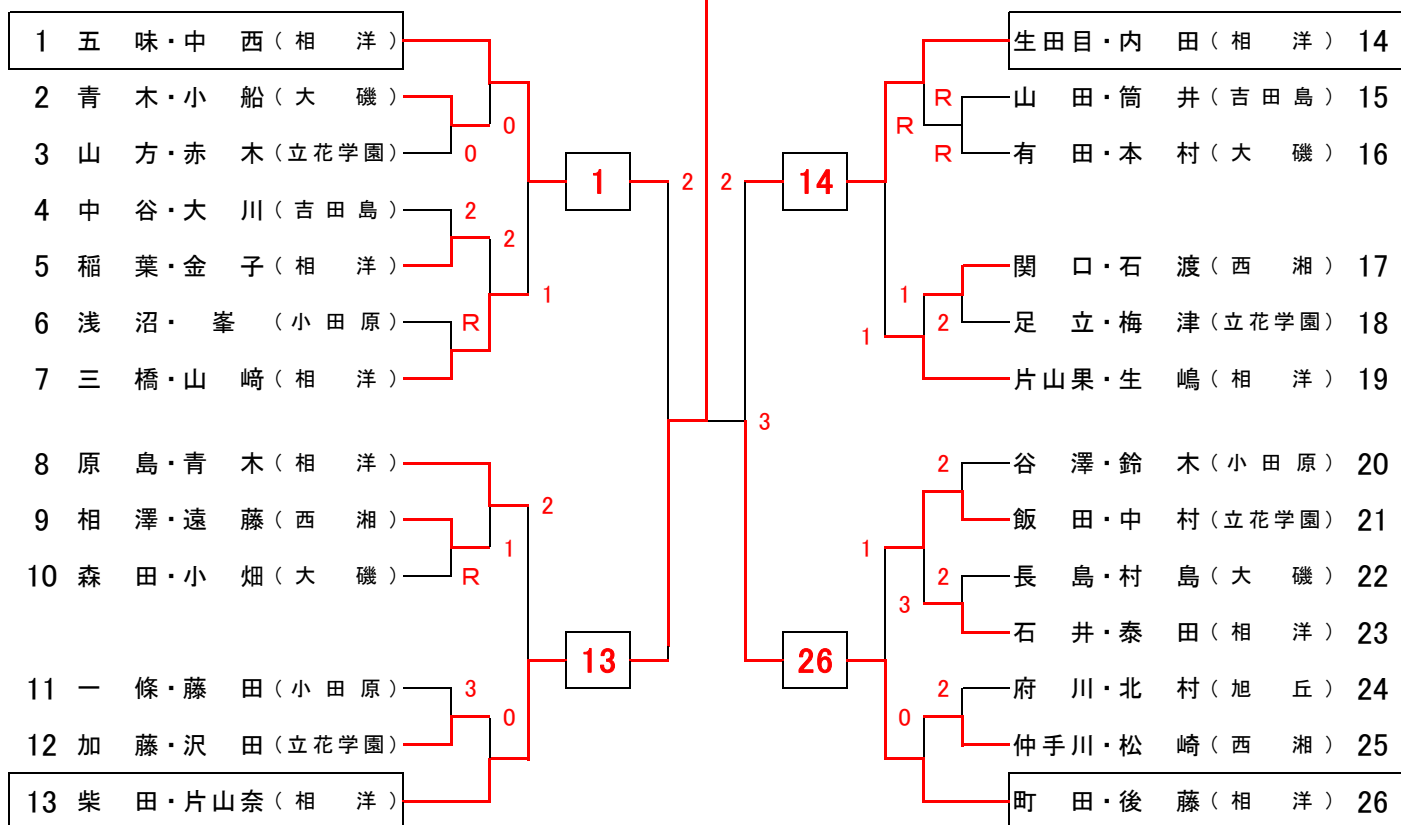 1 五 味・中 西（相 洋）
2 青 木・小 船（大 磯）
0
3 山 方・赤 木（立花学園）
0
1
2
4 中 谷・大 川（吉田島）
2
2
5 稲 葉・金 子（相 洋）
1
6 浅 沼・ 峯 （小田原）
R
7 三 橋・山 﨑（相 洋）
8 原 島・青 木（相 洋）
2
9 相 澤・遠 藤（西 湘）
1
10 森 田・小 畑（大 磯）
R
13
11 一 條・藤 田（小田原）
3
0
12 加 藤・沢 田（立花学園）
13 柴 田・片山奈（相 洋）
生田目・内 田（相 洋） 14
R
山 田・筒 井（吉田島） 15
R
R
有 田・本 村（大 磯） 16
2
14
関 口・石 渡（西 湘） 17
1
2
足 立・梅 津（立花学園） 18
1
片山果・生 嶋（相 洋） 19
3
2
谷 澤・鈴 木（小田原） 20
飯 田・中 村（立花学園） 21
1
2
長 島・村 島（大 磯） 22
3
石 井・泰 田（相 洋） 23
26
2
府 川・北 村（旭 丘） 24
0
仲手川・松 崎（西 湘） 25
町 田・後 藤（相 洋） 26